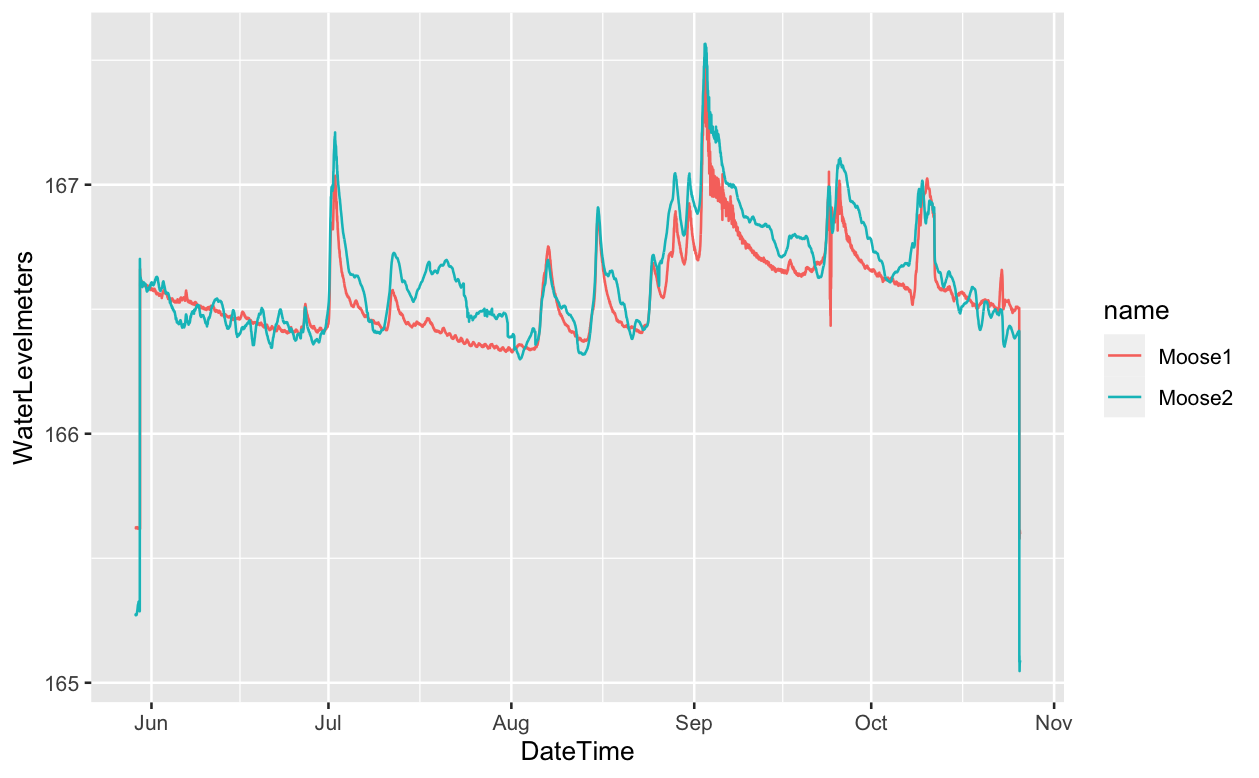 WaterLevelmeters
167
166
165
Jun Jul Aug Sep Oct Nov
DateTime
name
Moose1
Moose2